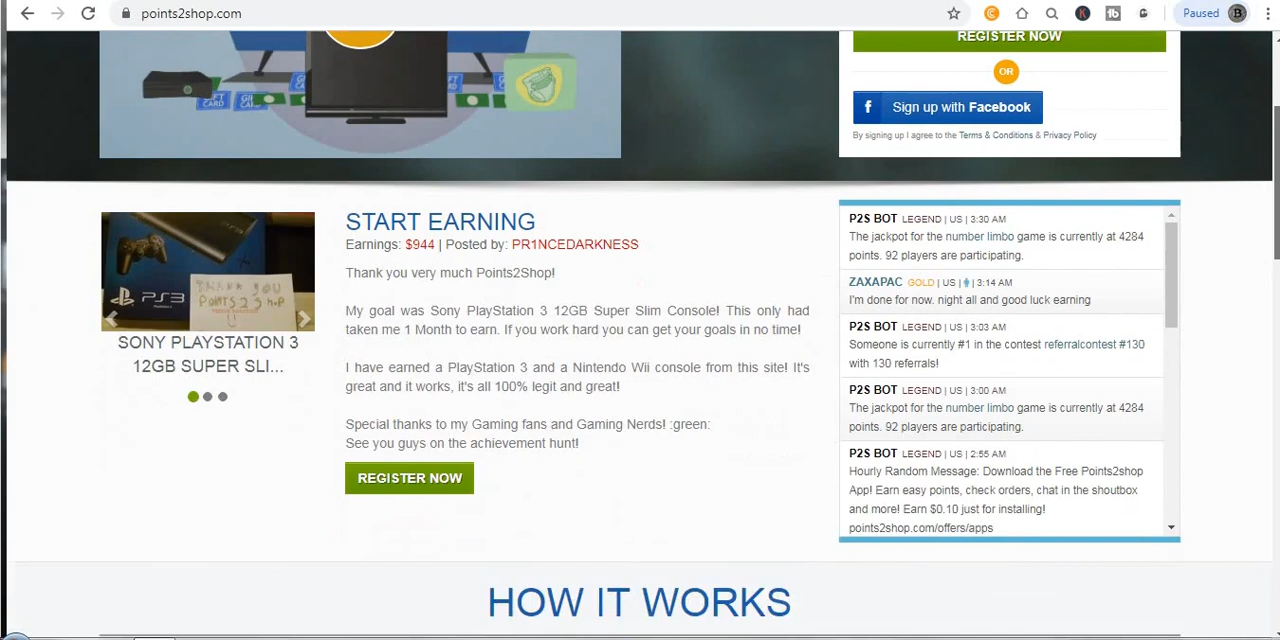 points2shop.com
Paused
B
REGISTER NOW
OR
f Sign up with Facebook
By signing up I agree to the Terms & Conditions & Privacy Policy
GIFT CARD
START EARNING
Earnings: $944 | Posted by: PR1NCEDARKNESS
Thank you very much Points2Shop!
My goal was Sony PlayStation 3 12GB Super Slim Console! This only had
taken me 1 Month to earn. If you work hard you can get your goals in no time!
I have earned a PlayStation 3 and a Nintendo Wii console from this site! It's
great and it works, it's all 100% legit and great!
Special thanks to my Gaming fans and Gaming Nerds! :green:
See you guys on the achievement hunt!
REGISTER NOW
PS3
THANK YOU
POINTS 2 SHOP
SONY PLAYSTATION 3
12GB SUPER SLI...
P2S BOT LEGEND | US | 3:30 AM
The jackpot for the number limbo game is currently at 4284
points. 92 players are participating.
ZAXAPAC GOLD | US | 3:14 AM
I'm done for now. night all and good luck earning
P2S BOT LEGEND | US | 3:03 AM
Someone is currently #1 in the contest referralcontest #130
with 130 referrals!
P2S BOT LEGEND | US | 3:00 AM
The jackpot for the number limbo game is currently at 4284
points. 92 players are participating.
P2S BOT LEGEND | US | 2:55 AM
Hourly Random Message: Download the Free Points2shop
App! Earn easy points, check orders, chat in the shoutbox
and more! Earn $0.10 just for installing!
points2shop.com/offers/apps
HOW IT WORKS